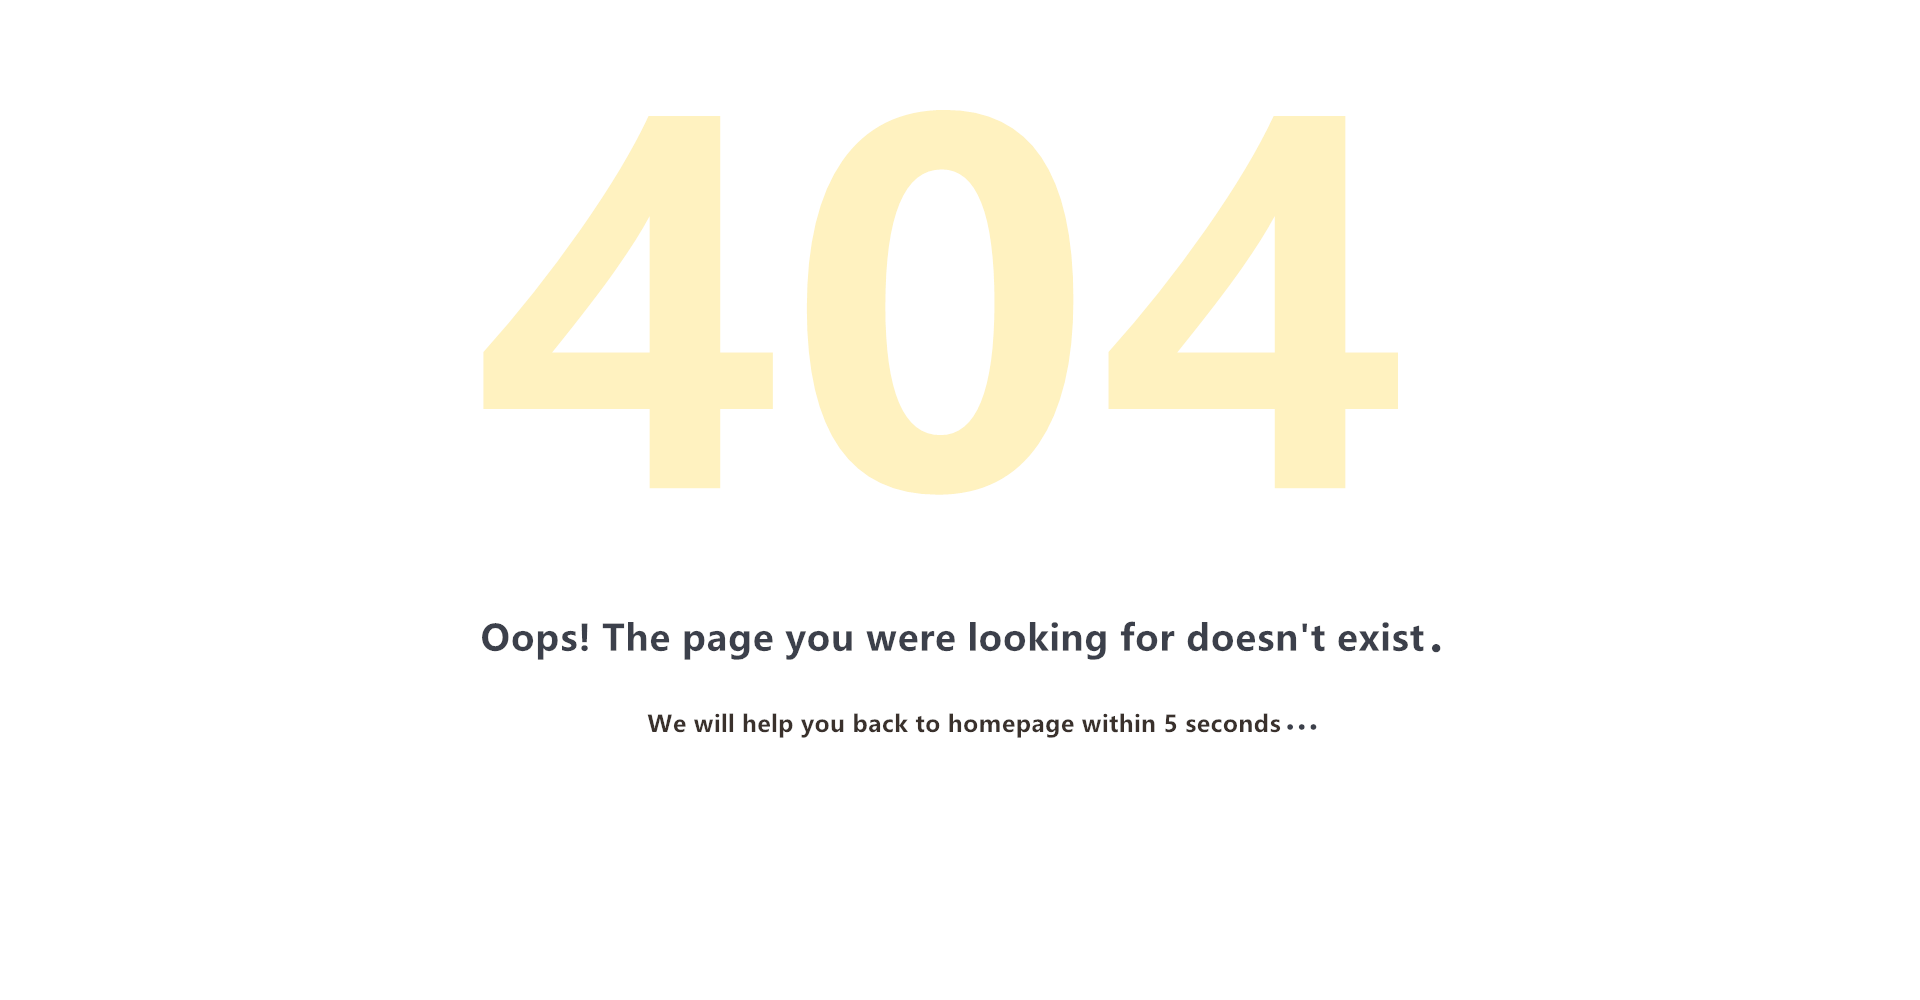 404
Oops! The page you were looking for doesn't exist.
We will help you back to homepage within 5 seconds...